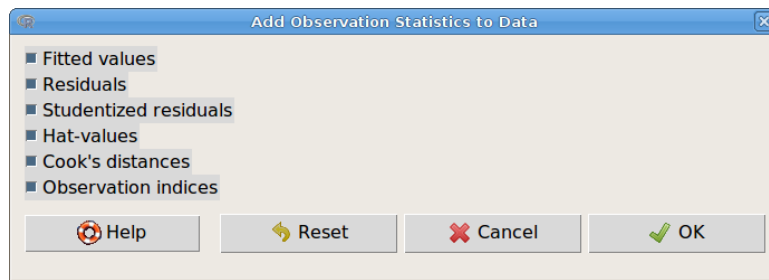 Add Observation Statistics to Data
Fitted values
Residuals
Studentized residuals
Hat-values
Cook's distances
Observation indices
Help Reset Cancel OK